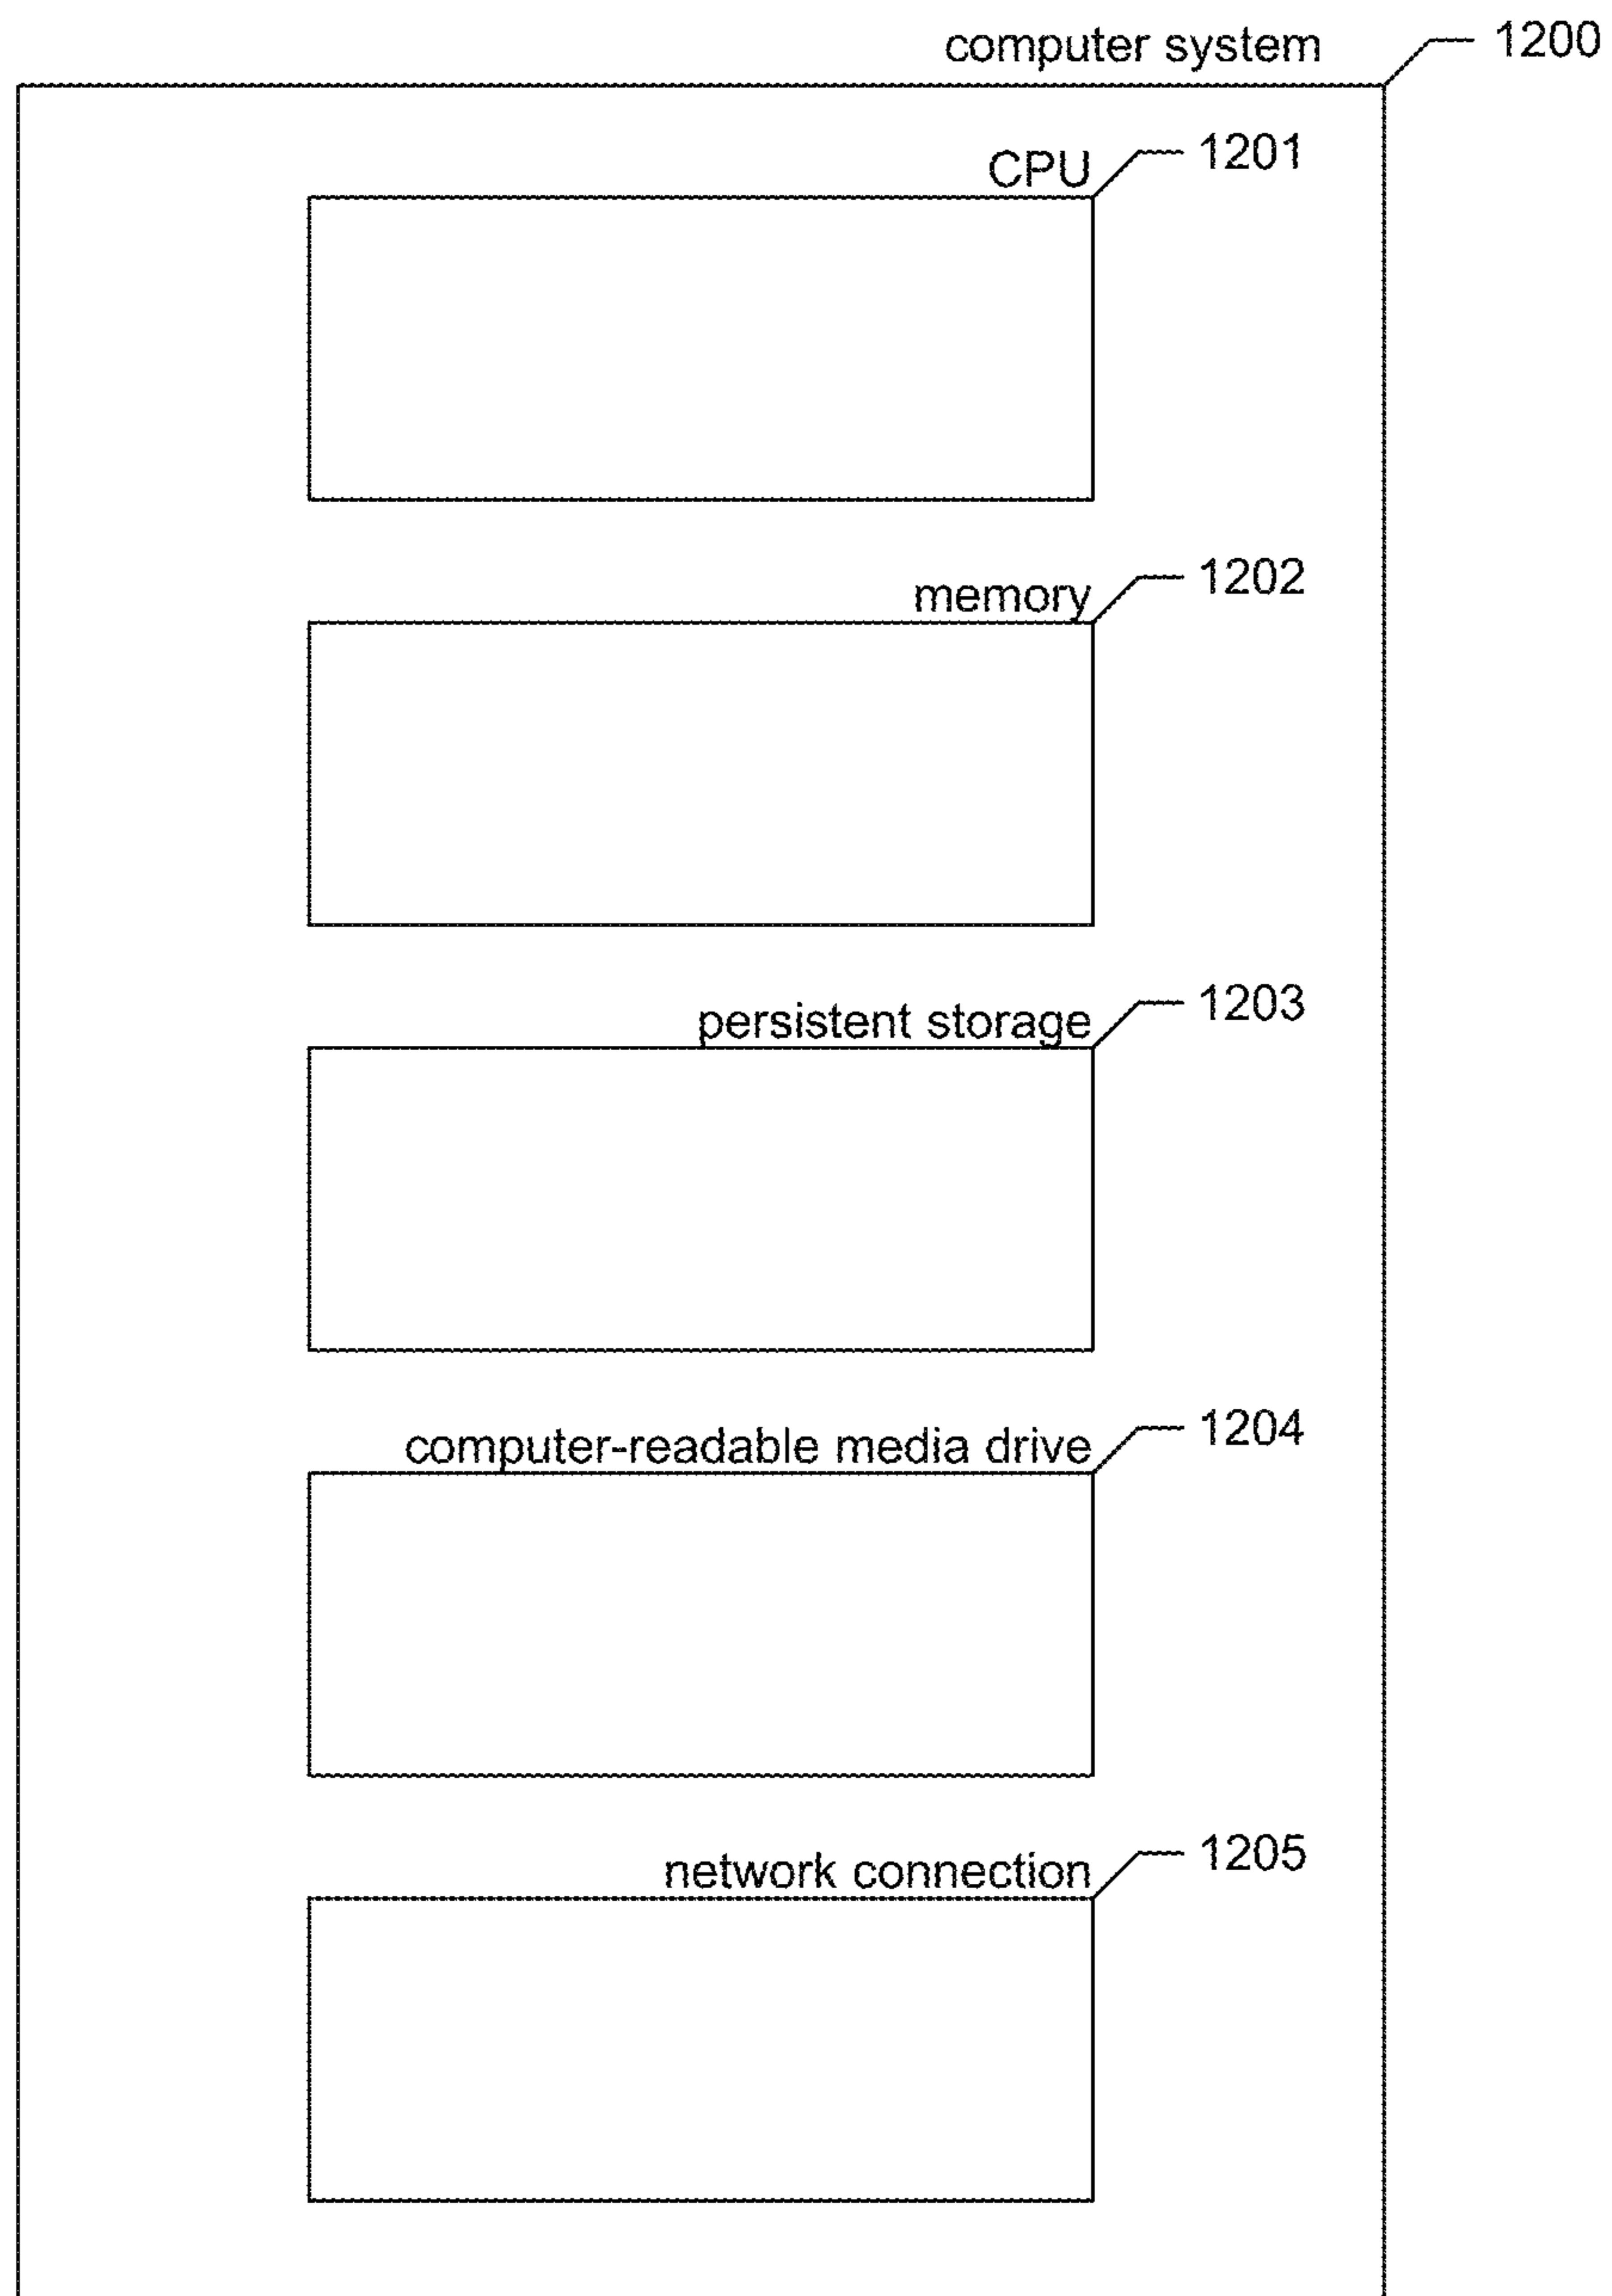 computer system 1200
CPU 1201
memory 1202
persistent storage 1203
computer-readable media drive 1204
network connection 1205